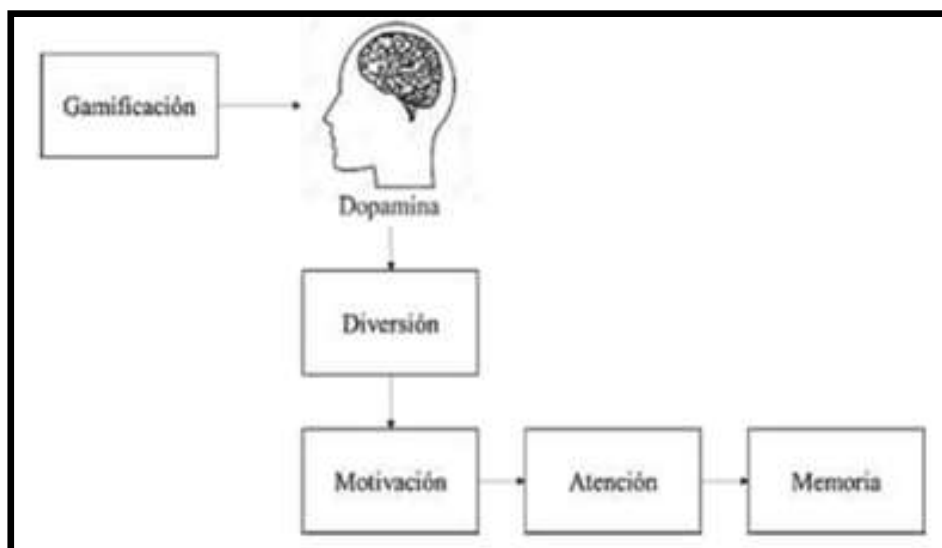 Gamificación
Dopamina
Diversión
Motivación
Atención
Memoria